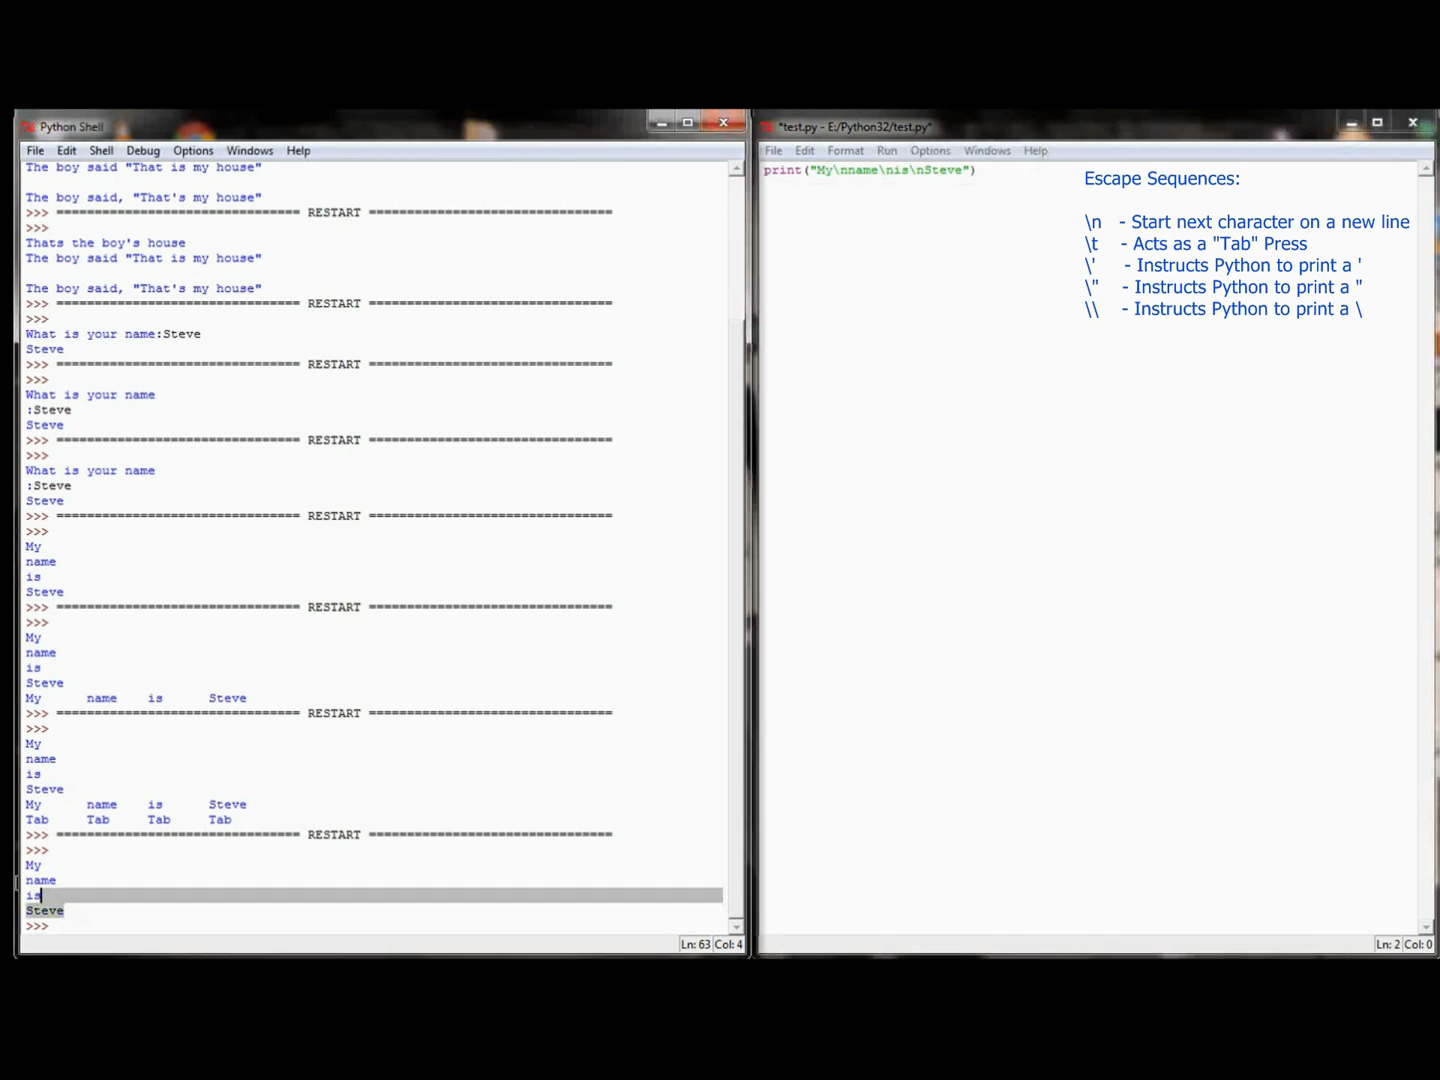 Python Shell
File Edit Shell Debug Options Windows Help
The boy said "That is my house"
The boy said, "That's my house"
>>> ================================ RESTART ================================
>>>
Thats the boy's house
The boy said "That is my house"
The boy said, "That's my house"
>>> ================================ RESTART ================================
>>>
What is your name:Steve
Steve
>>> ================================ RESTART ================================
>>>
What is your name
:Steve
Steve
>>> ================================ RESTART ================================
>>>
What is your name
:Steve
Steve
>>> ================================ RESTART ================================
>>>
My
name
is
Steve
>>> ================================ RESTART ================================
>>>
My
name
is
Steve
My name is Steve
>>> ================================ RESTART ================================
>>>
My
name
is
Steve
My name is Steve
Tab Tab Tab Tab
>>> ================================ RESTART ================================
>>>
My
name
is
Steve
>>>
Ln: 63 Col: 4
*test.py - E:/Python32/test.py*
File Edit Format Run Options Windows Help
print("My\nname\nis\nSteve")
Escape Sequences:
\n - Start next character on a new line
\t - Acts as a "Tab" Press
\' - Instructs Python to print a '
\" - Instructs Python to print a "
\\ - Instructs Python to print a \
Ln: 2 Col: 0